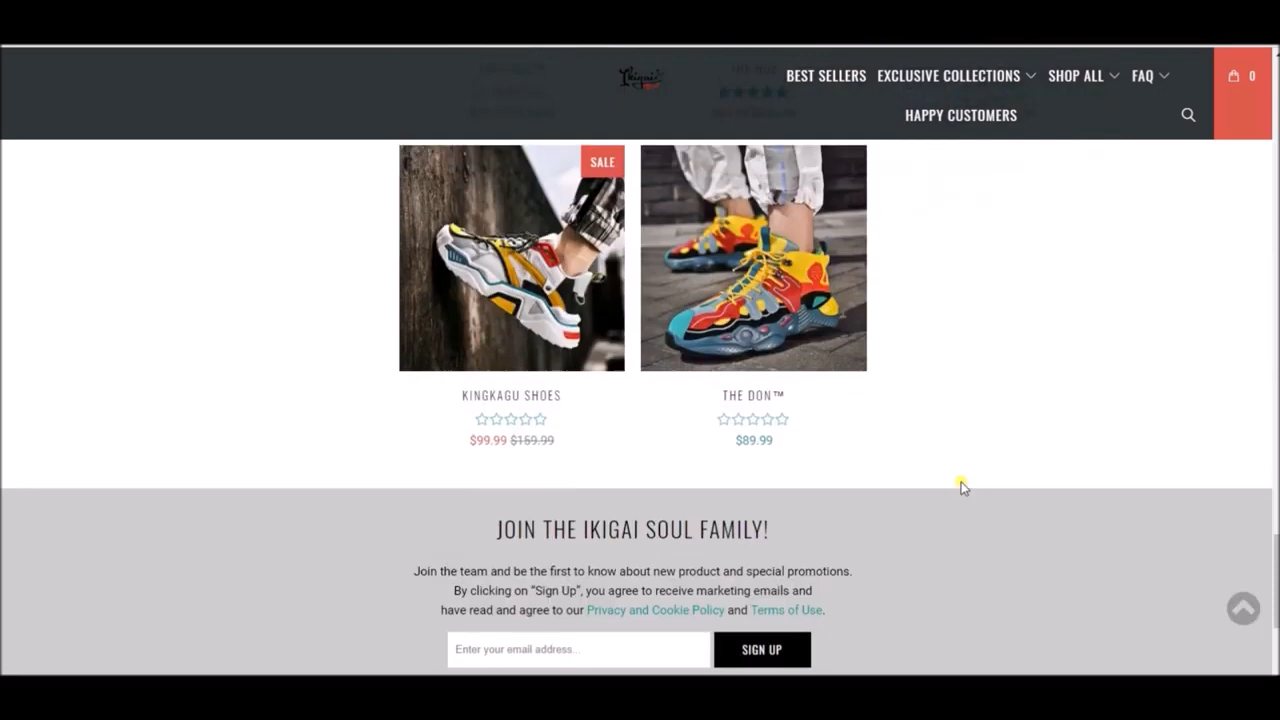 Ikigai
BEST SELLERS EXCLUSIVE COLLECTIONS SHOP ALL FAQ
0
HAPPY CUSTOMERS
SALE
KINGKAGU SHOES
$99.99 $159.99
THE DON™
$89.99
JOIN THE IKIGAI SOUL FAMILY!
Join the team and be the first to know about new product and special promotions.
By clicking on “Sign Up”, you agree to receive marketing emails and
have read and agree to our Privacy and Cookie Policy and Terms of Use.
Enter your email address...
SIGN UP